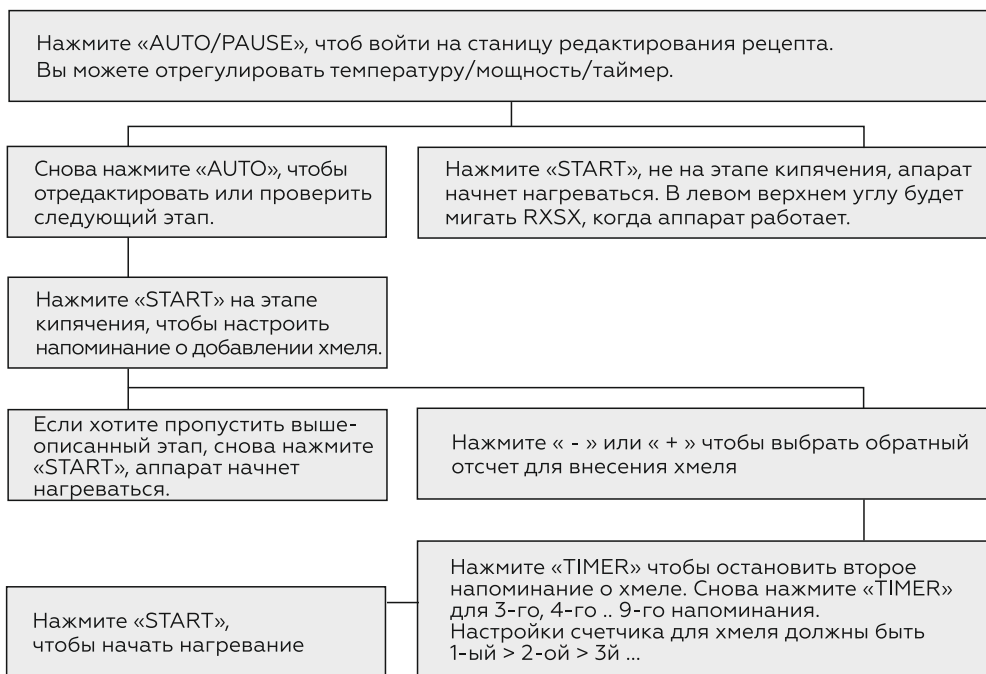 Нажмите «AUTO/PAUSE», чтоб войти на станицу редактирования рецепта.
Вы можете отрегулировать температуру/мощность/таймер.
Снова нажмите «AUTO», чтобы
отредактировать или проверить
следующий этап.
Нажмите «START», не на этапе кипячения, апарат
начнет нагреваться. В левом верхнем углу будет
мигать RXSX, когда аппарат работает.
Нажмите «START» на этапе
кипячения, чтобы настроить
напоминание о добавлении хмеля.
Если хотите пропустить выше-
описанный этап, снова нажмите
«START», аппарат начнет
нагреваться.
Нажмите « - » или « + » чтобы выбрать обратный
отсчет для внесения хмеля
Нажмите «TIMER» чтобы остановить второе
напоминание о хмеле. Снова нажмите «TIMER»
для 3-го, 4-го .. 9-го напоминания.
Настройки счетчика для хмеля должны быть
1-ый > 2-ой > 3й ...
Нажмите «START»,
чтобы начать нагревание